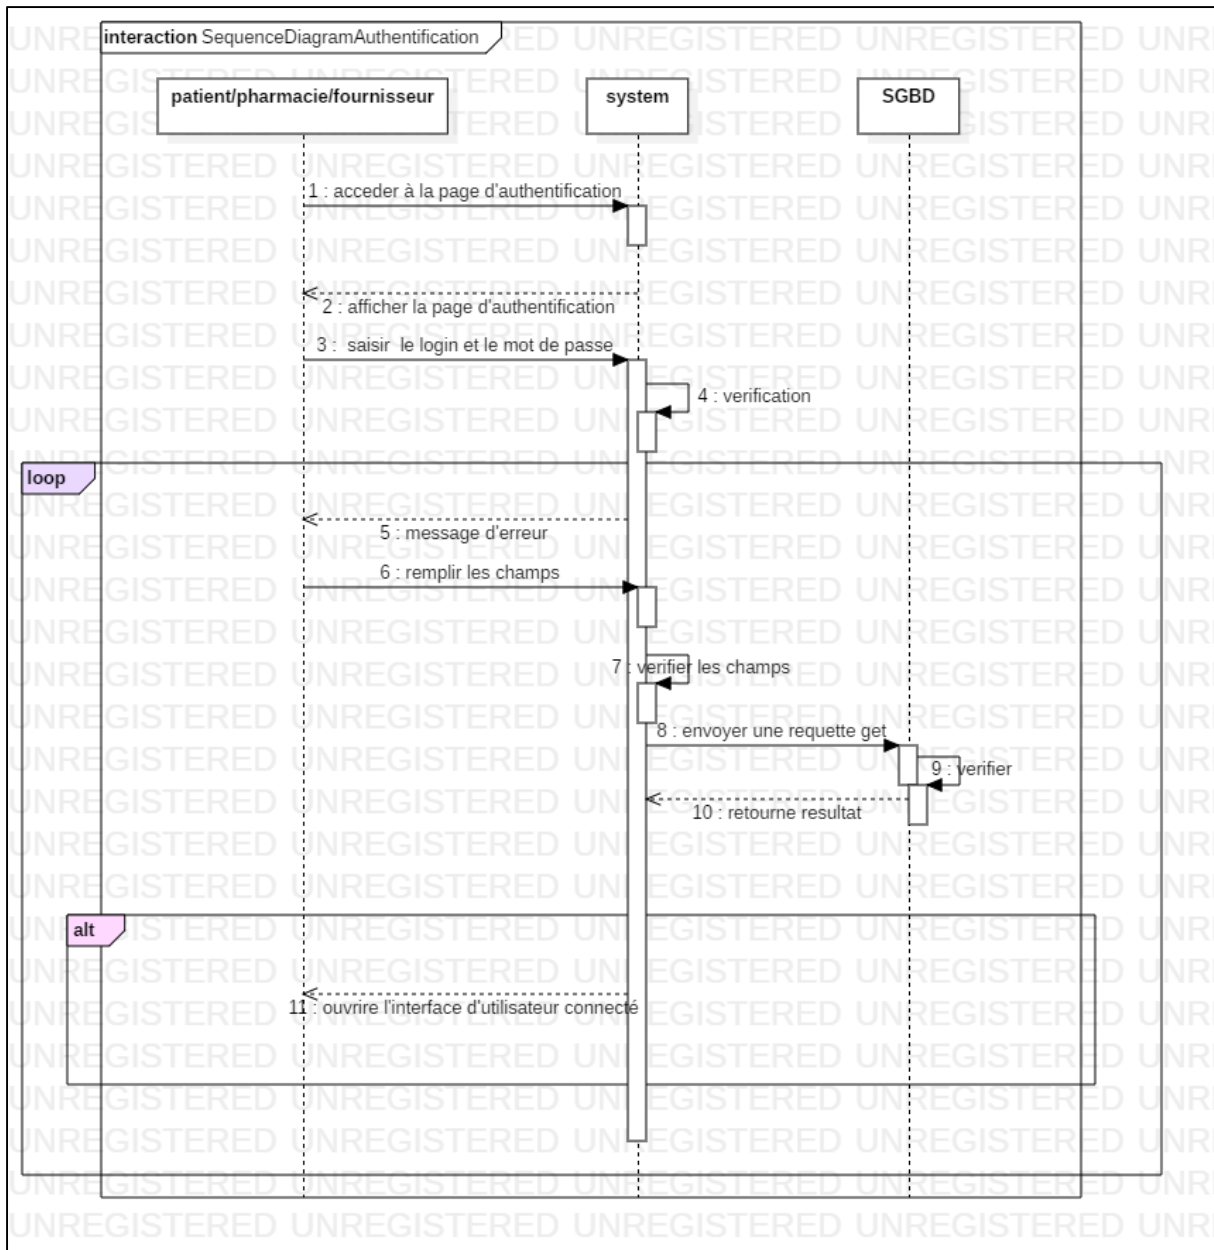 interaction SequenceDiagramAuthentification
patient/pharmacie/fournisseur
system
SGBD
1 : acceder à la page d'authentification
2 : afficher la page d'authentification
3 : saisir le login et le mot de passe
4 : verification
loop
5 : message d'erreur
6 : remplir les champs
7 : verifier les champs
8 : envoyer une requette get
9 : verifier
10 : retourne resultat
alt
11 : ouvrire l'interface d'utilisateur connecté
UNREGISTERED